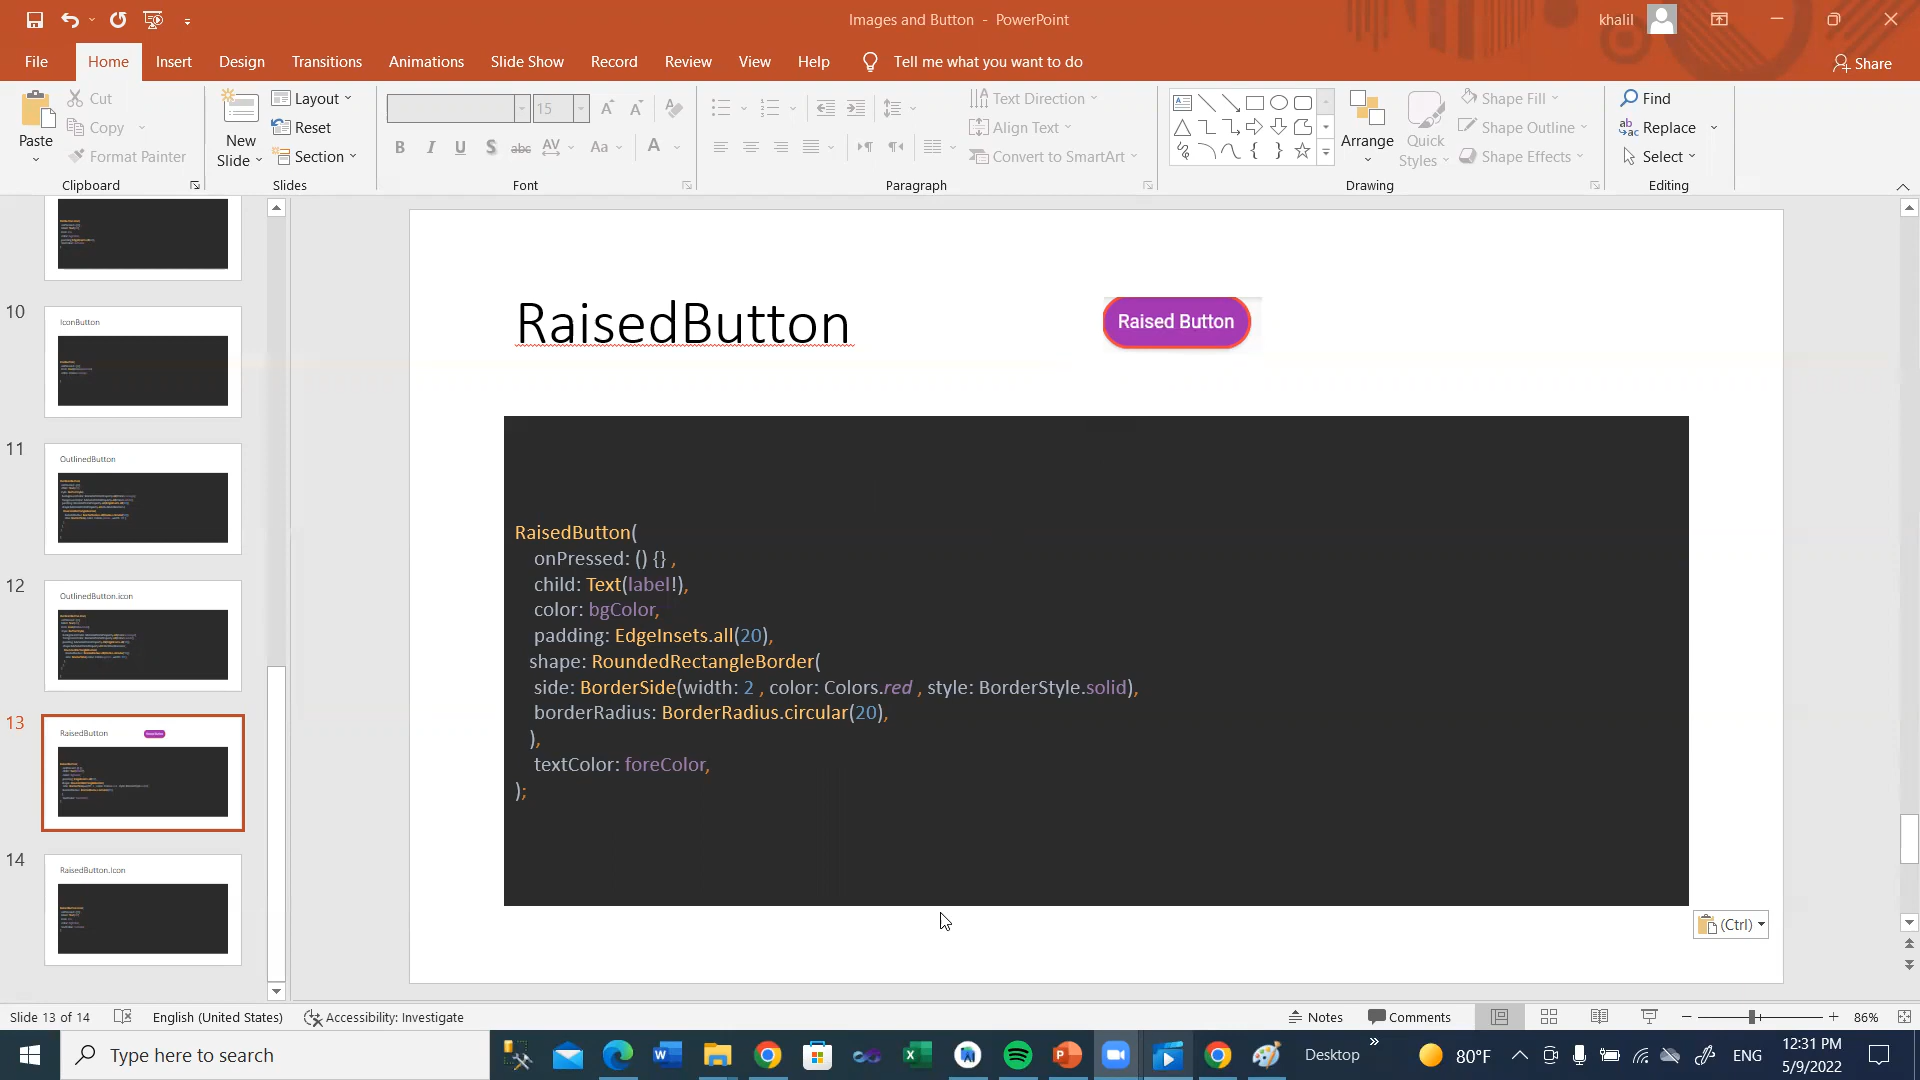 Images and Button - PowerPoint
khalil
File Home Insert Design Transitions Animations Slide Show Record Review View Help Tell me what you want to do
Share
Paste
Cut
Copy
Format Painter
Clipboard
New Slide
Layout
Reset
Section
Slides
15
B I U S abc AV Aa A
Font
Text Direction
Align Text
Convert to SmartArt
Paragraph
Arrange
Quick Styles
Shape Fill
Shape Outline
Shape Effects
Drawing
Find
Replace
Select
Editing
10
IconButton
11
OutlinedButton
12
OutlinedButton.icon
13
RaisedButton
14
RaisedButton.Icon
RaisedButton
Raised Button
RaisedButton(
onPressed: () {} ,
child: Text(label!),
color: bgColor,
padding: EdgeInsets.all(20),
shape: RoundedRectangleBorder(
side: BorderSide(width: 2 , color: Colors.red , style: BorderStyle.solid),
borderRadius: BorderRadius.circular(20),
),
textColor: foreColor,
);
(Ctrl)
Slide 13 of 14 English (United States) Accessibility: Investigate
Notes Comments 86%
Type here to search
Desktop
80°F
ENG
12:31 PM
5/9/2022